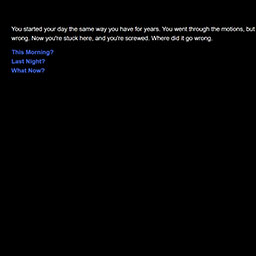 You started your day the same way you have for years. You went through the motions, but
wrong. Now you're stuck here, and you're screwed. Where did it go wrong.
This Morning?
Last Night?
What Now?